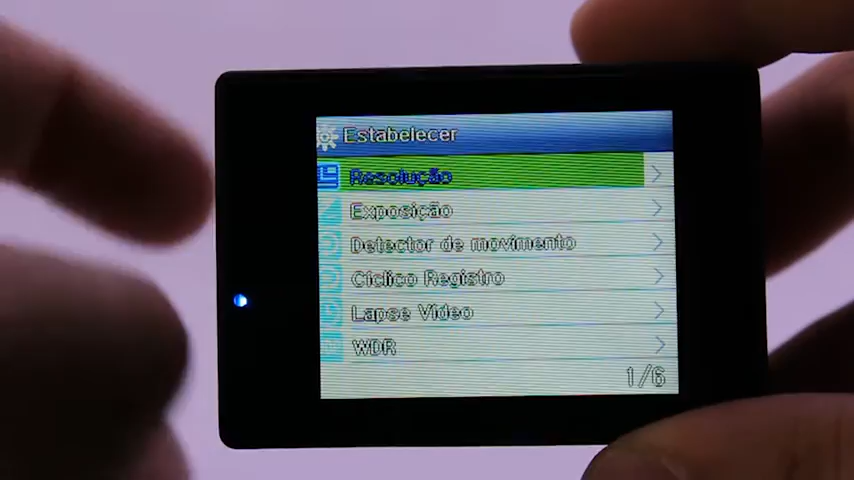 Estabelecer
Resolução
Exposição
Detector de movimento
Cíclico Registro
Lapse Vídeo
WDR
1/6